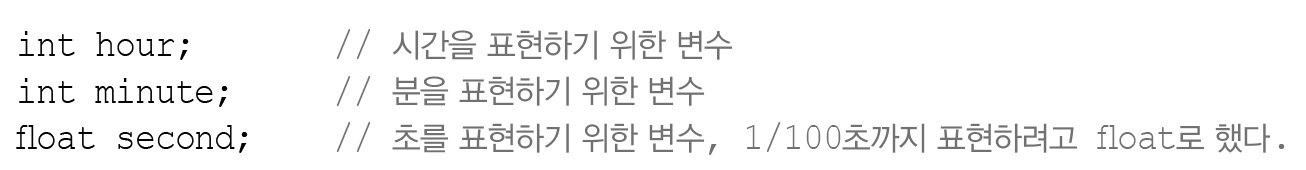 int hour; // 시간을 표현하기 위한 변수
int minute; // 분을 표현하기 위한 변수
float second; // 초를 표현하기 위한 변수, 1/100초까지 표현하려고 float로 했다.